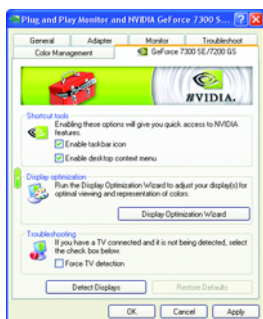 Plug and Play Monitor and NVIDIA GeForce 7300 S...
General Adapter Monitor Troubleshoot
Color Management GeForce 7300 SE/7200 GS
NVIDIA.
Shortcut tools
Enabling these options will give you quick access to NVIDIA
features.
Enable taskbar icon
Enable desktop context menu
Display optimization
Run the Display Optimization Wizard to adjust your display(s) for
optimal viewing and representation of colors.
Display Optimization Wizard
Troubleshooting
If you have a TV connected and it is not being detected, select
the check box below.
Force TV detection
Detect Displays Restore Defaults
OK Cancel Apply